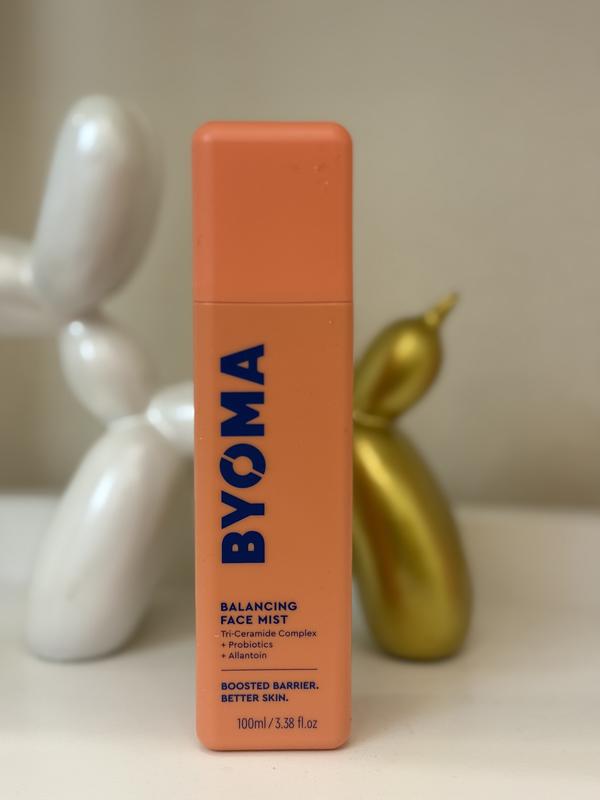 BYOMA
BALANCING
FACE MIST
Tri-Ceramide Complex
+ Probiotics
+ Allantoin
BOOSTED BARRIER.
BETTER SKIN.
100ml / 3.38 fl.oz